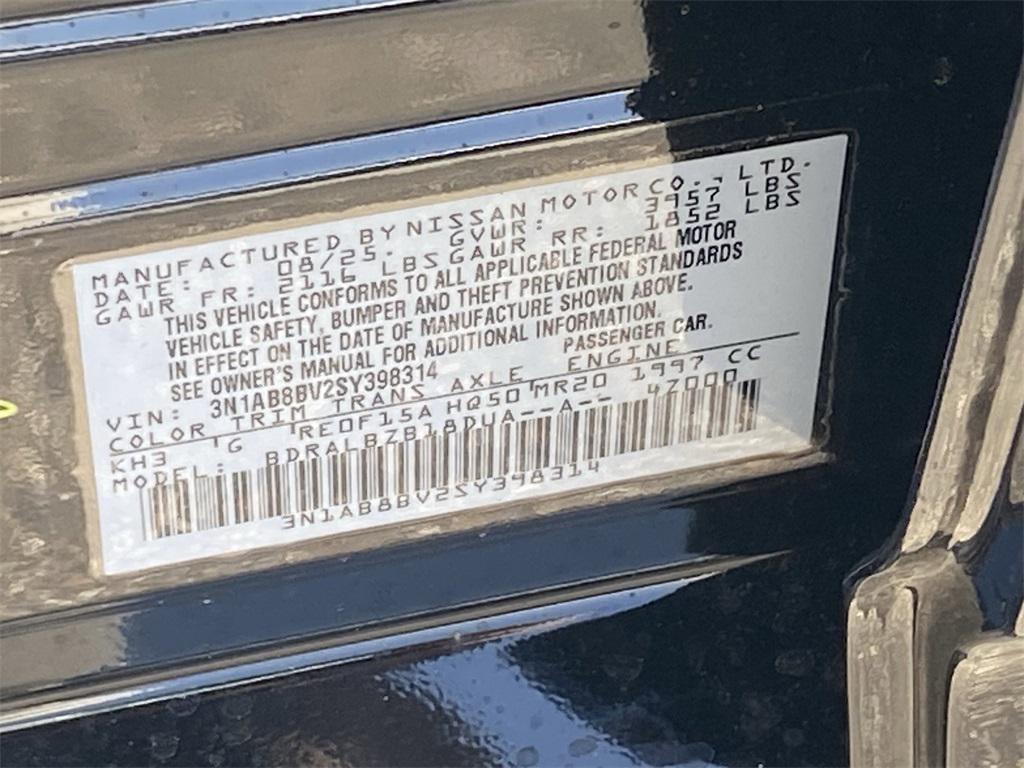 MANUFACTURED BY NISSAN MOTOR CO., LTD.
DATE: 08/25. GVWR: 3957 LBS
GAWR FR: 2116 LBS GAWR RR: 1852 LBS
THIS VEHICLE CONFORMS TO ALL APPLICABLE FEDERAL MOTOR
VEHICLE SAFETY, BUMPER AND THEFT PREVENTION STANDARDS
IN EFFECT ON THE DATE OF MANUFACTURE SHOWN ABOVE.
SEE OWNER'S MANUAL FOR ADDITIONAL INFORMATION.
VIN: 3N1AB8BV2SY398314 PASSENGER CAR.
COLOR TRIM TRANS AXLE ENGINE
KH3 G RE0F15A HQ50 MR20 1997 CC
MODEL: BDRALBZB18DUA--A-- 47000
3N1AB8BV2SY398314